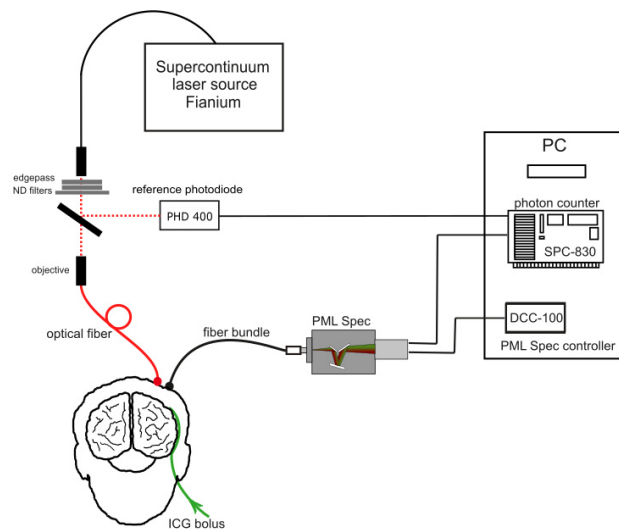 Supercontinuum
laser source
Fianium
edgepass
ND filters
reference photodiode
PHD 400
PC
photon counter
SPC-830
objective
optical fiber
fiber bundle
PML Spec
DCC-100
PML Spec controller
ICG bolus